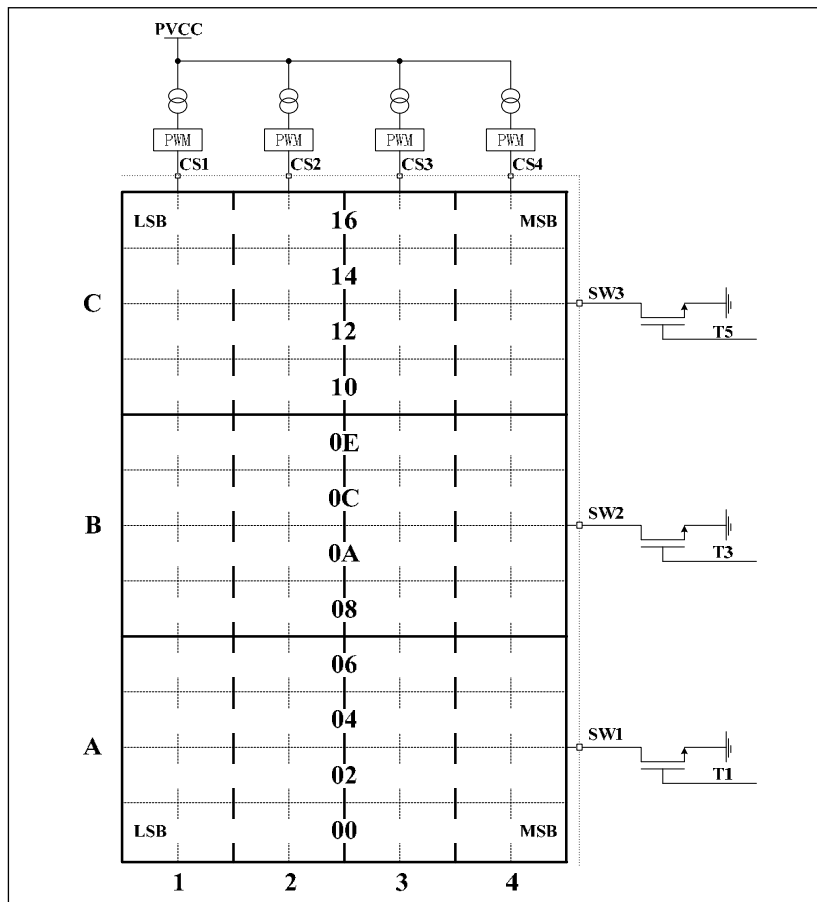 PVCC
PWM PWM PWM PWM
CS1 CS2 CS3 CS4
LSB 16 MSB
14
C SW3
12 T5
10
0E
0C
B SW2
0A T3
08
06
04
A SW1
02 T1
LSB 00 MSB
1 2 3 4